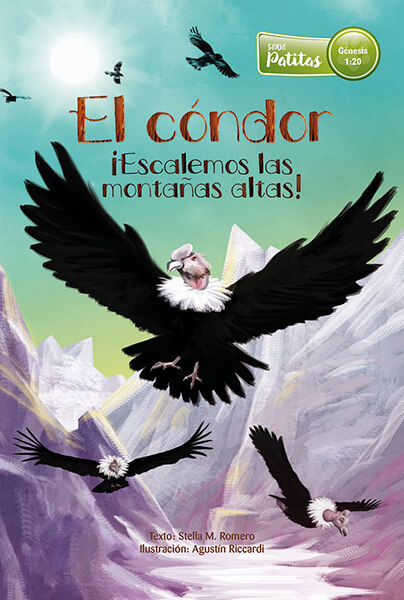 Serie
Patitas
Génesis
1:20
El cóndor
¡Escalemos las
montañas altas!
Texto: Stella M. Romero
Ilustración: Agustín Riccardi